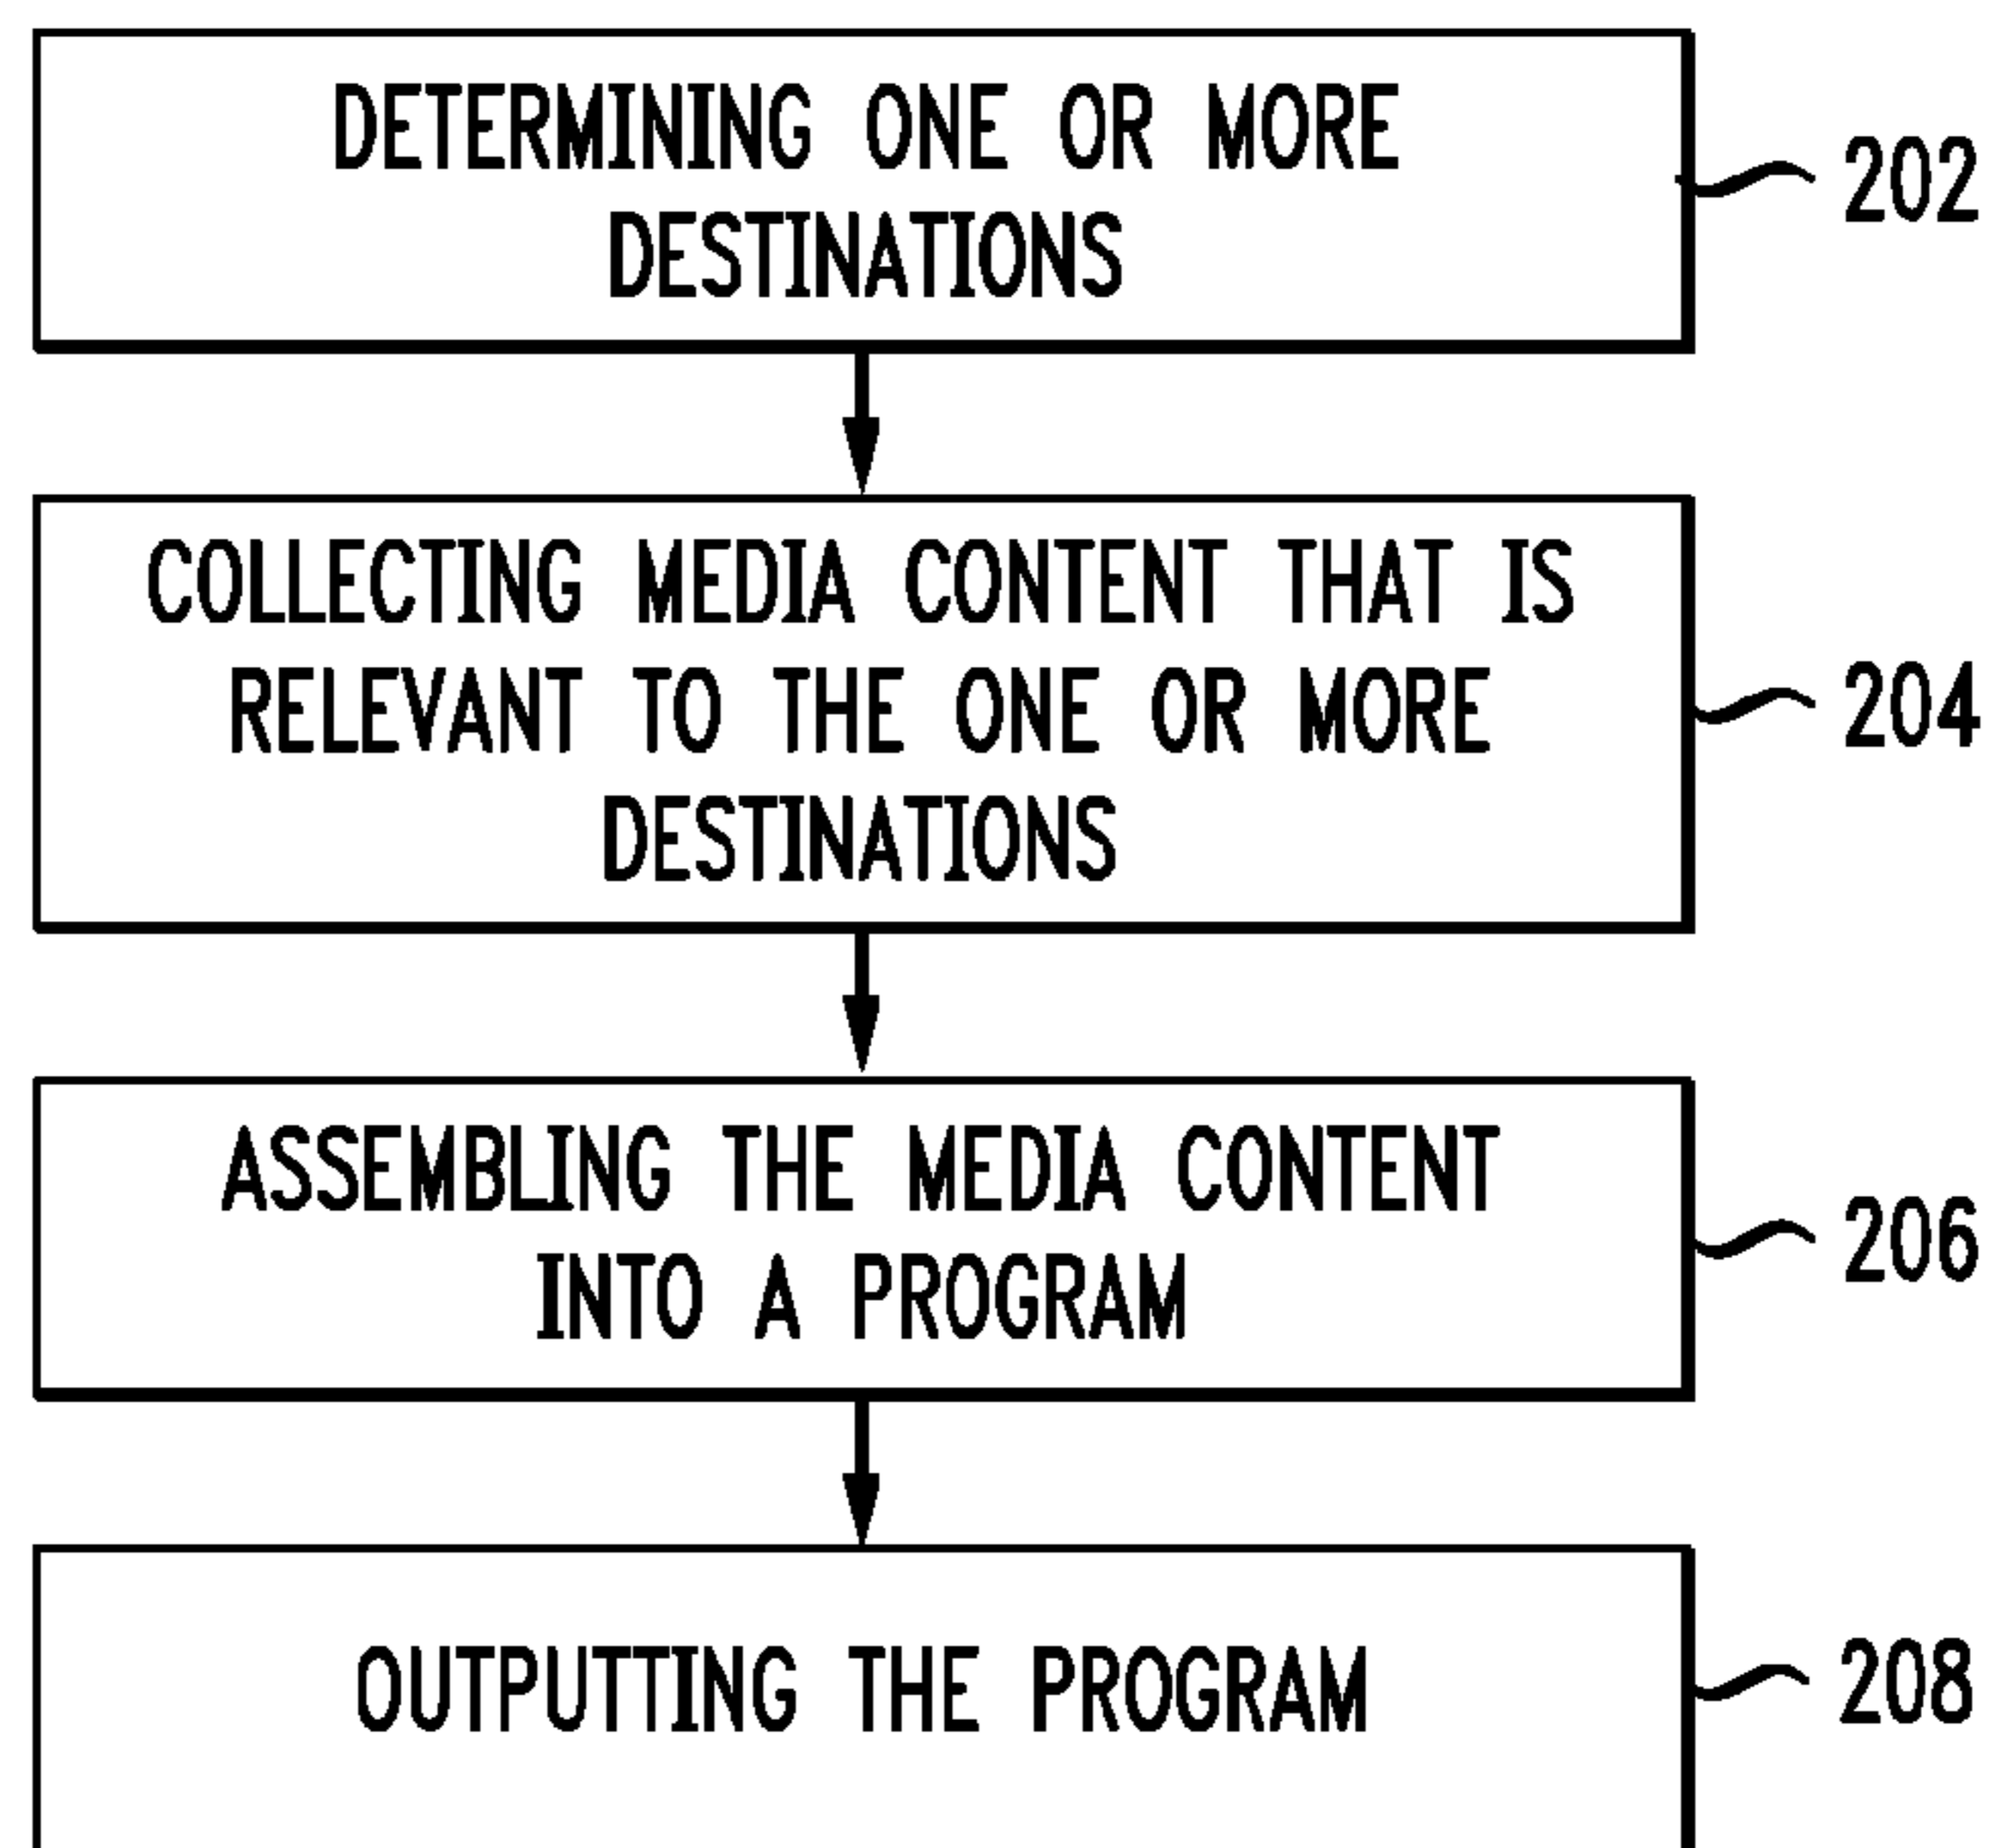 DETERMINING ONE OR MORE
DESTINATIONS
202
COLLECTING MEDIA CONTENT THAT IS
RELEVANT TO THE ONE OR MORE
DESTINATIONS
204
ASSEMBLING THE MEDIA CONTENT
INTO A PROGRAM
206
OUTPUTTING THE PROGRAM
208